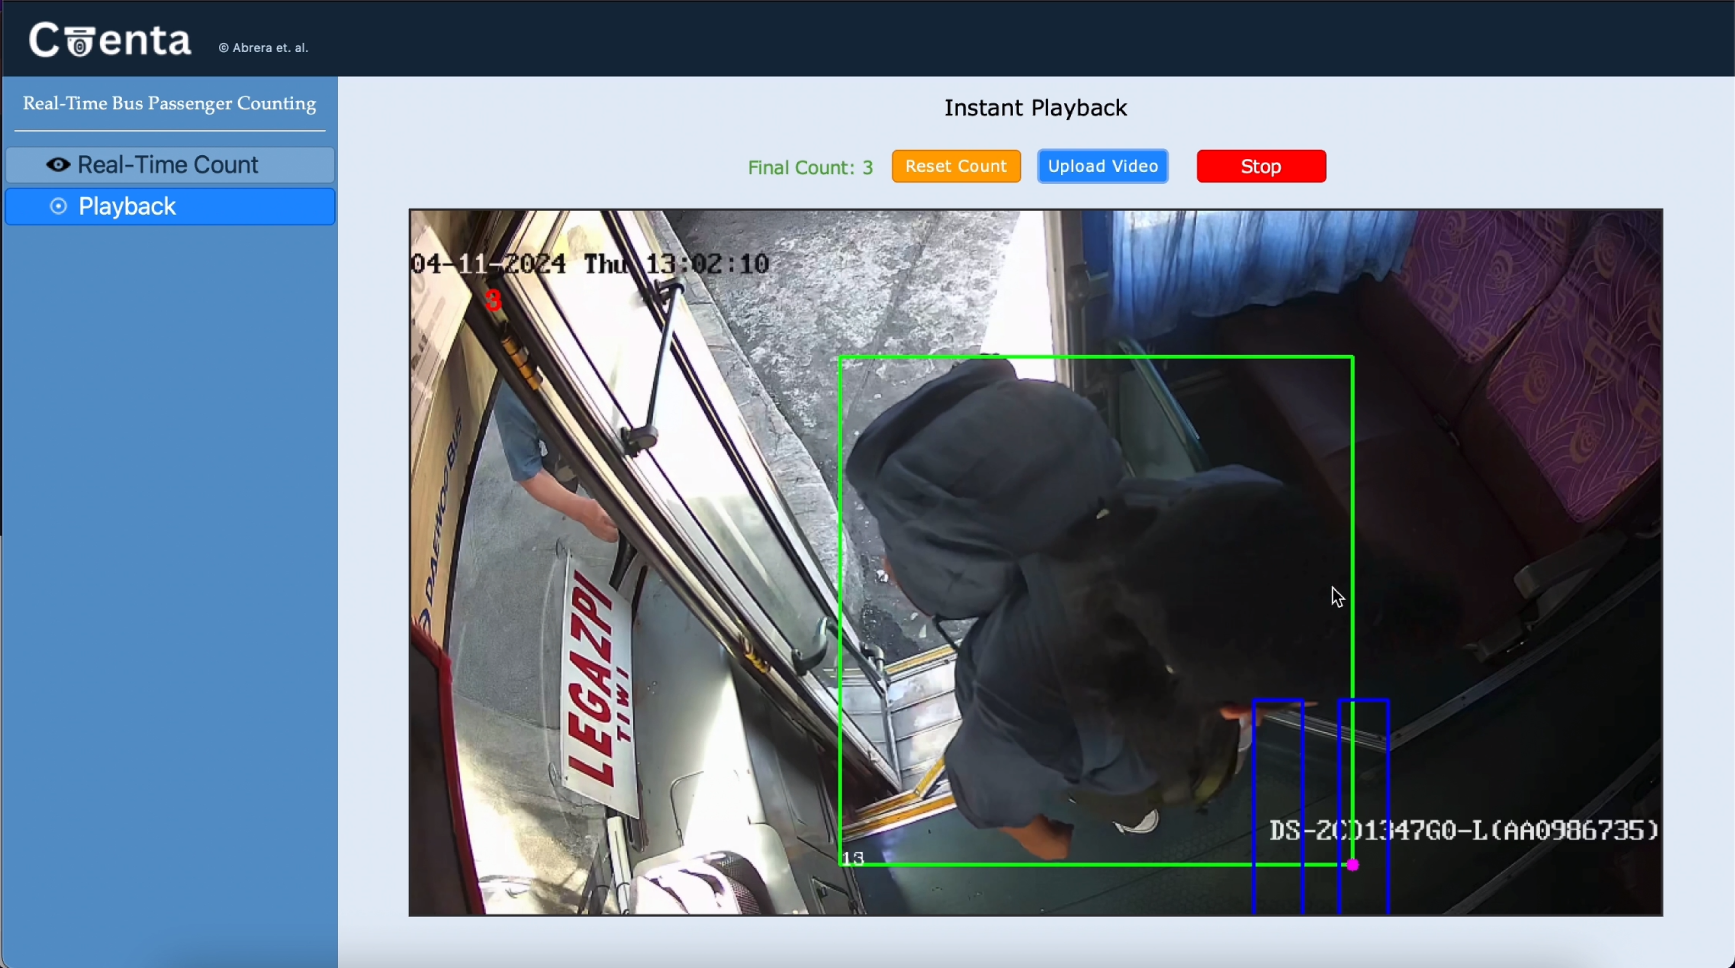 Cuenta
© Abrera et. al.
Real-Time Bus Passenger Counting
Real-Time Count
Playback
Instant Playback
Final Count: 3
Reset Count
Upload Video
Stop
04-11-2024 Thu 13:02:10
3
DAEWOO BUS
LEGAZPI
TIWI
13
DS-2CD1347G0-L(AA0986735)